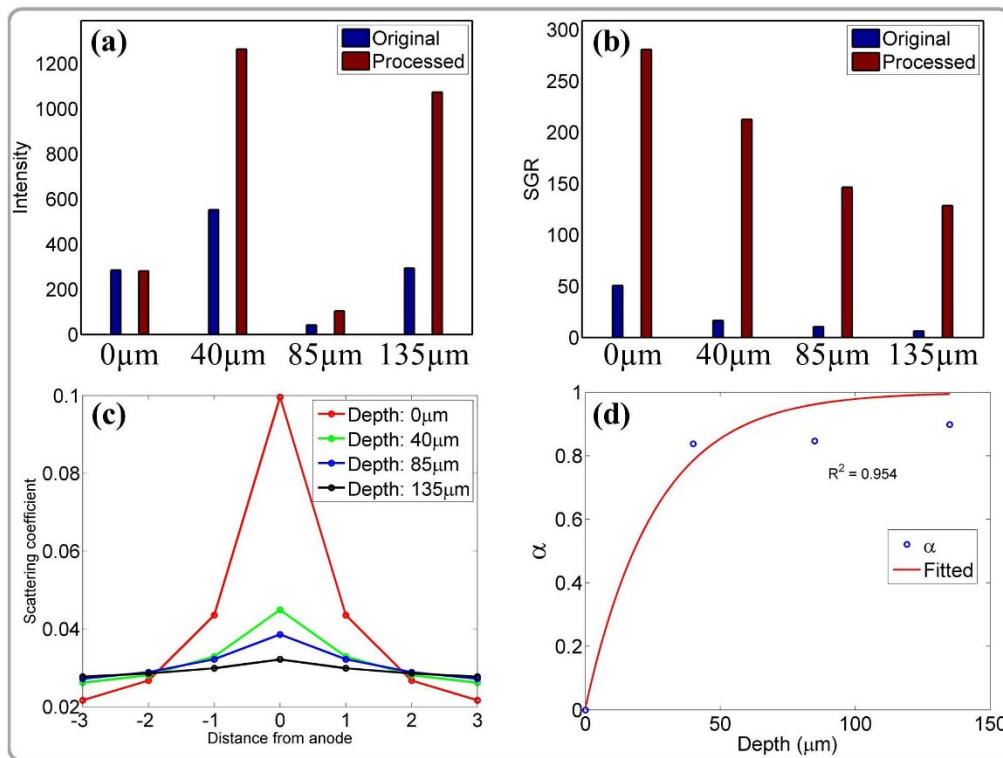 (a)
Original
Processed
1200
1000
800
600
400
200
0
Intensity
0μm 40μm 85μm 135μm
(b)
Original
Processed
300
250
200
150
100
50
0
SGR
0μm 40μm 85μm 135μm
(c)
Depth: 0μm
Depth: 40μm
Depth: 85μm
Depth: 135μm
0.1
0.08
0.06
0.04
0.02
Scattering coefficient
-3 -2 -1 0 1 2 3
Distance from anode
(d)
1
0.8
0.6
0.4
0.2
0
α
R² = 0.954
α
Fitted
0 50 100 150
Depth (μm)